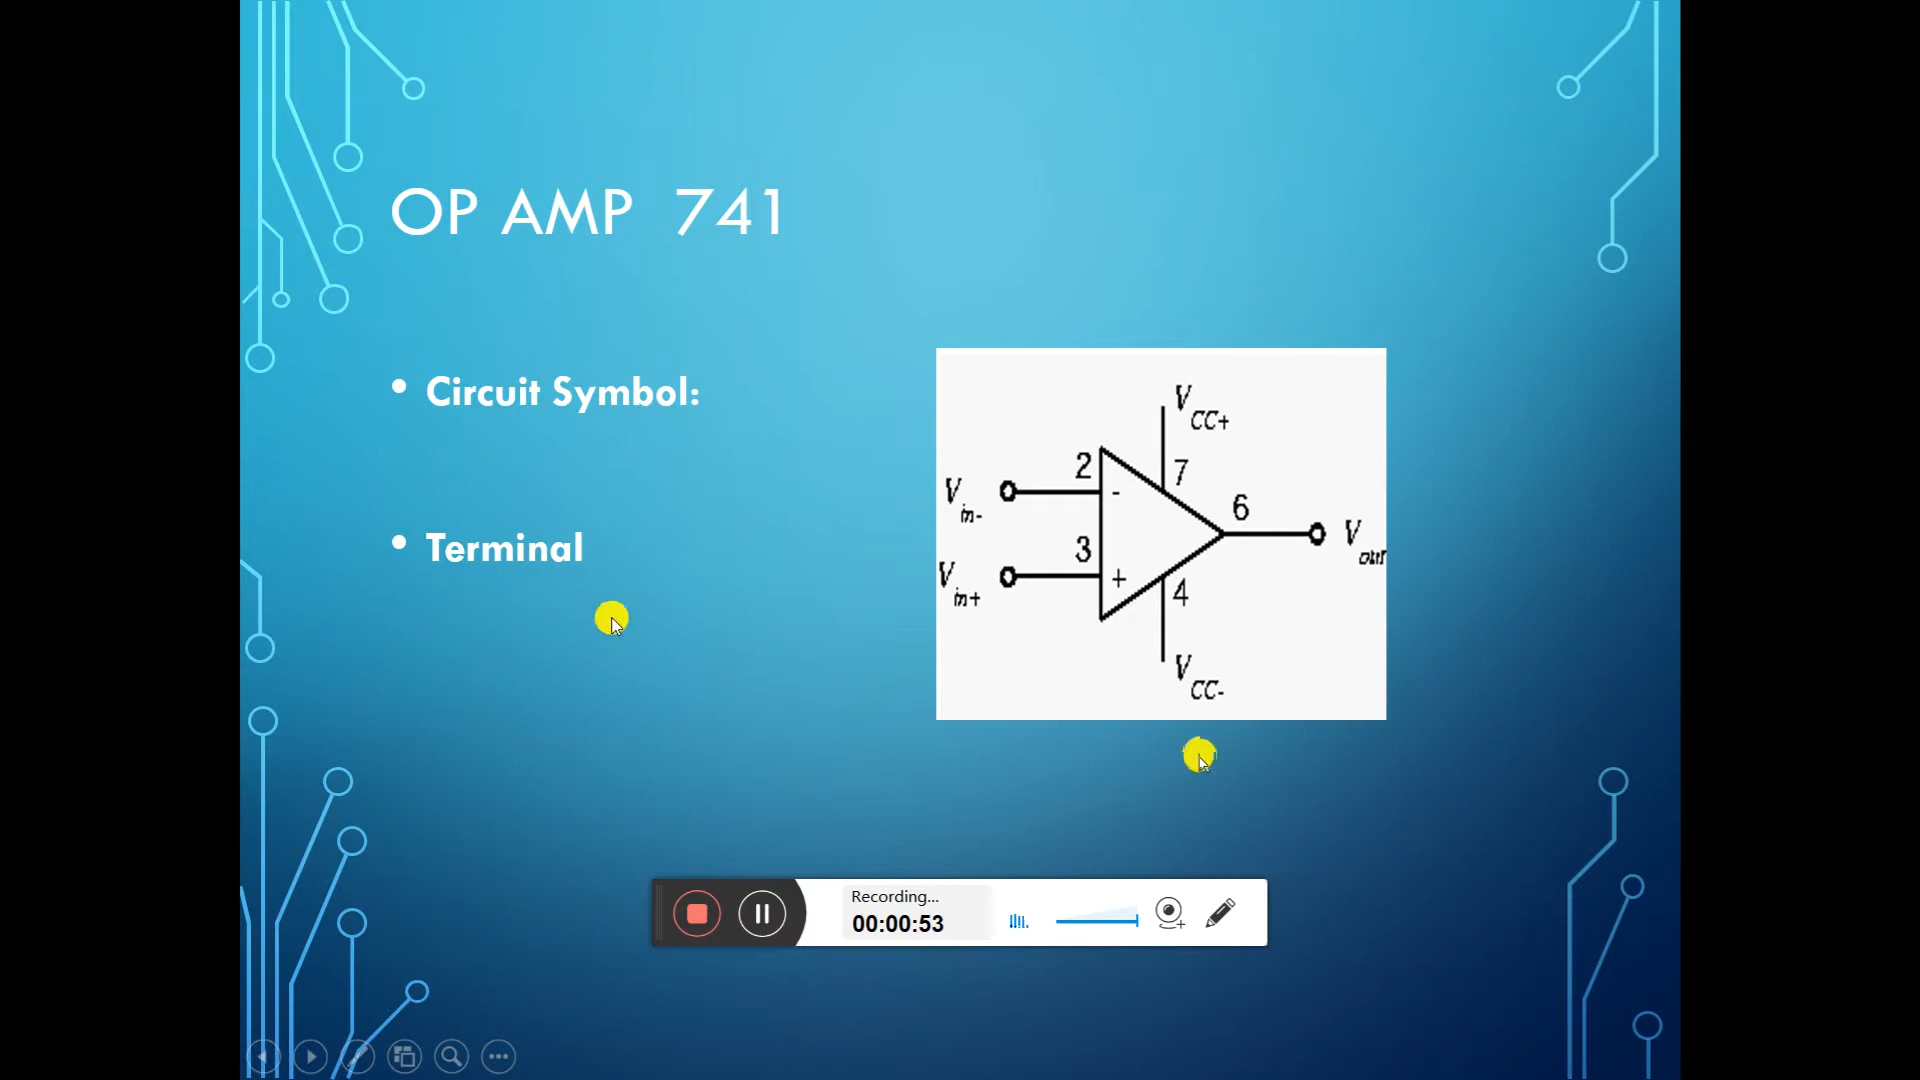 OP AMP 741
• Circuit Symbol:
• Terminal
V CC+
2
7
V in-
-
6
V out
3
V in+
+
4
V CC-
Recording...
00:00:53